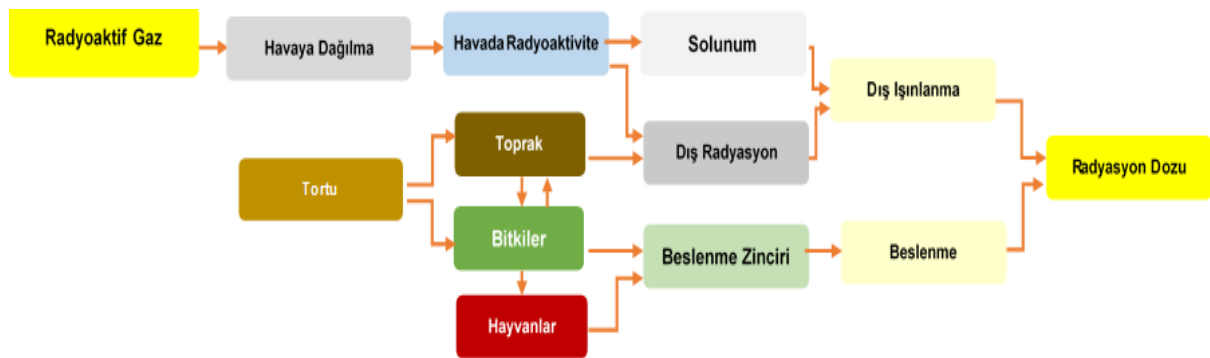 Radyoaktif Gaz
Havaya Dağılma
Havada Radyoaktivite
Solunum
Dış Işınlanma
Toprak
Dış Radyasyon
Radyasyon Dozu
Tortu
Bitkiler
Beslenme Zinciri
Beslenme
Hayvanlar